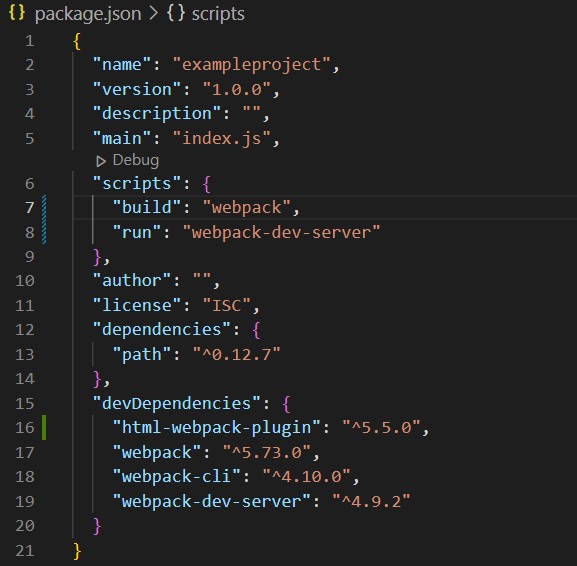 {} package.json > {} scripts
1 {
2 "name": "exampleproject",
3 "version": "1.0.0",
4 "description": "",
5 "main": "index.js",
Debug
6 "scripts": {
7 "build": "webpack",
8 "run": "webpack-dev-server"
9 },
10 "author": "",
11 "license": "ISC",
12 "dependencies": {
13 "path": "^0.12.7"
14 },
15 "devDependencies": {
16 "html-webpack-plugin": "^5.5.0",
17 "webpack": "^5.73.0",
18 "webpack-cli": "^4.10.0",
19 "webpack-dev-server": "^4.9.2"
20 }
21 }